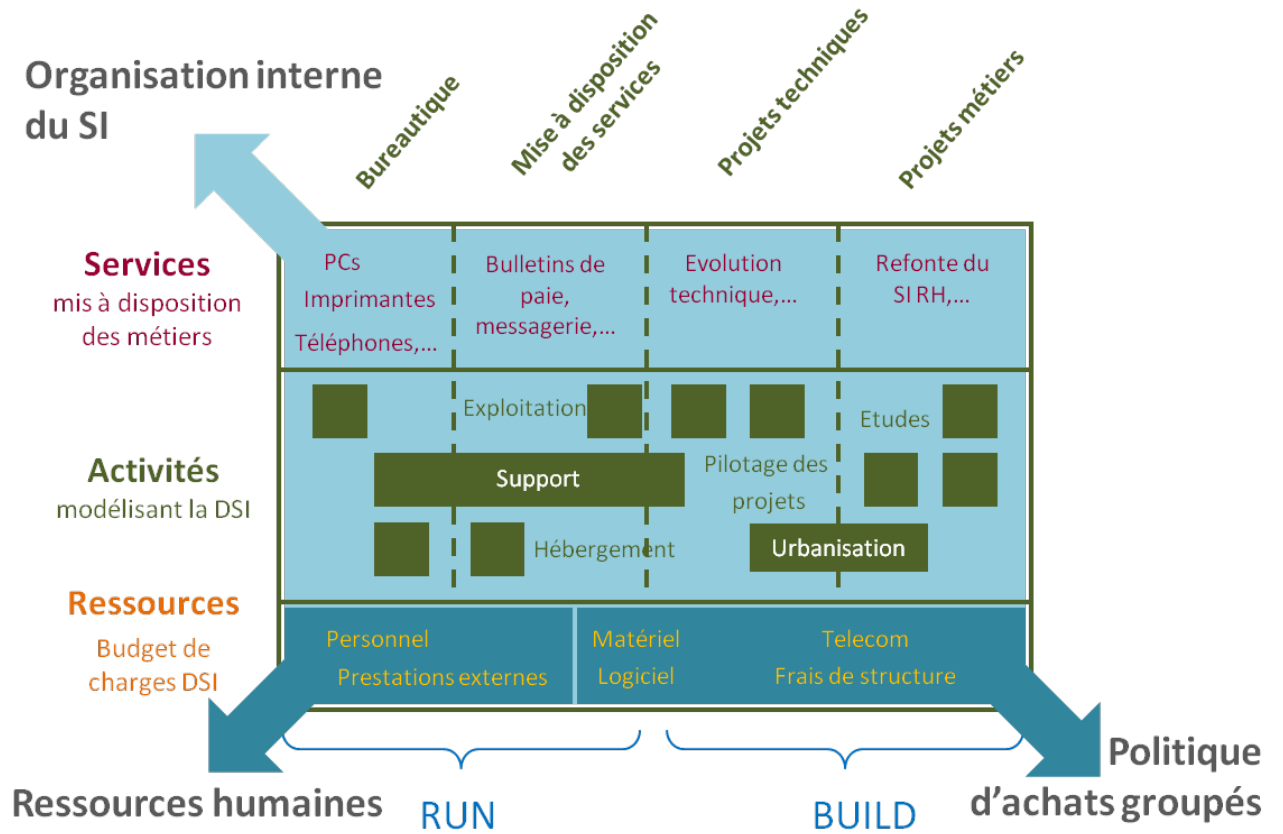 Organisation interne
du SI
Bureautique
Mise à disposition
des services
Projets techniques
Projets métiers
Services
mis à disposition
des métiers
PCs
Imprimantes
Téléphones,...
Bulletins de
paie,
messagerie,...
Evolution
technique,...
Refonte du
SI RH,...
Activités
modélisant la DSI
Exploitation
Etudes
Support
Pilotage des
projets
Hébergement
Urbanisation
Ressources
Budget de
charges DSI
Personnel
Prestations externes
Matériel
Logiciel
Telecom
Frais de structure
Ressources humaines
RUN
BUILD
Politique
d’achats groupés